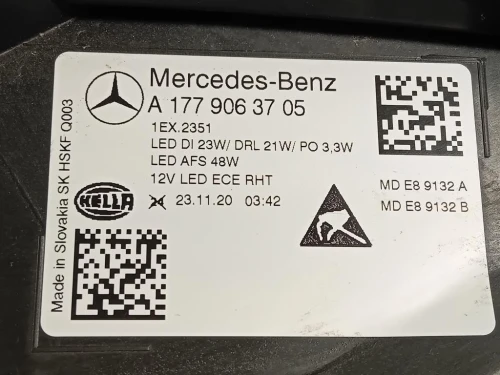 Mercedes-Benz
A 177 906 37 05
1EX.2351
LED DI 23W/ DRL 21W/ PO 3,3W
LED AFS 48W
12V LED ECE RHT
HELLA
23.11.20 03:42
MD E8 9132 A
MD E8 9132 B
Made in Slovakia SK HSKF Q003